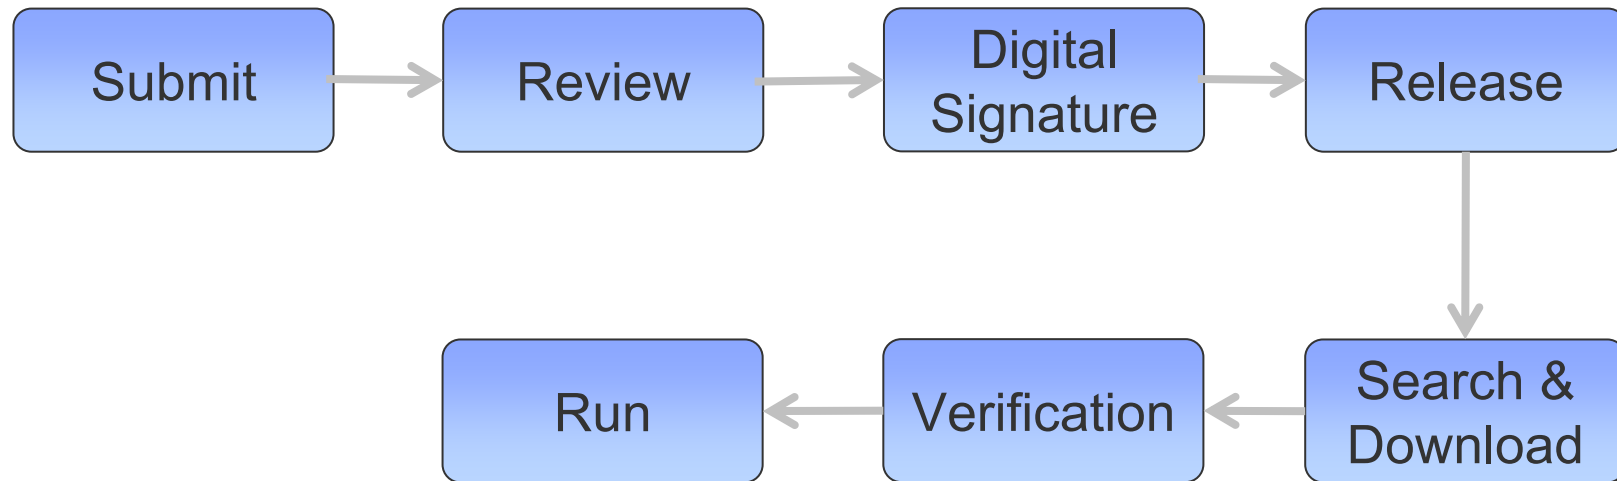 Submit
Review
Digital
Signature
Release
Run
Verification
Search &
Download